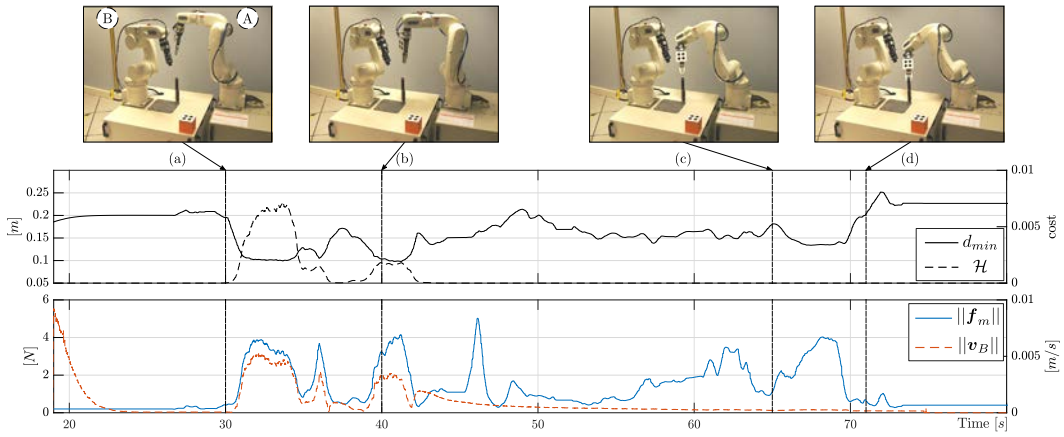 B A
(a) (b) (c) (d)
0.25
0.2
0.15
0.1
0.05
[m]
0.01
0.005
0
cost
d_min
ℋ
6
4
2
0
[N]
0.01
0.005
0
[m/s]
||f_m||
||v_B||
20 30 40 50 60 70 Time [s]